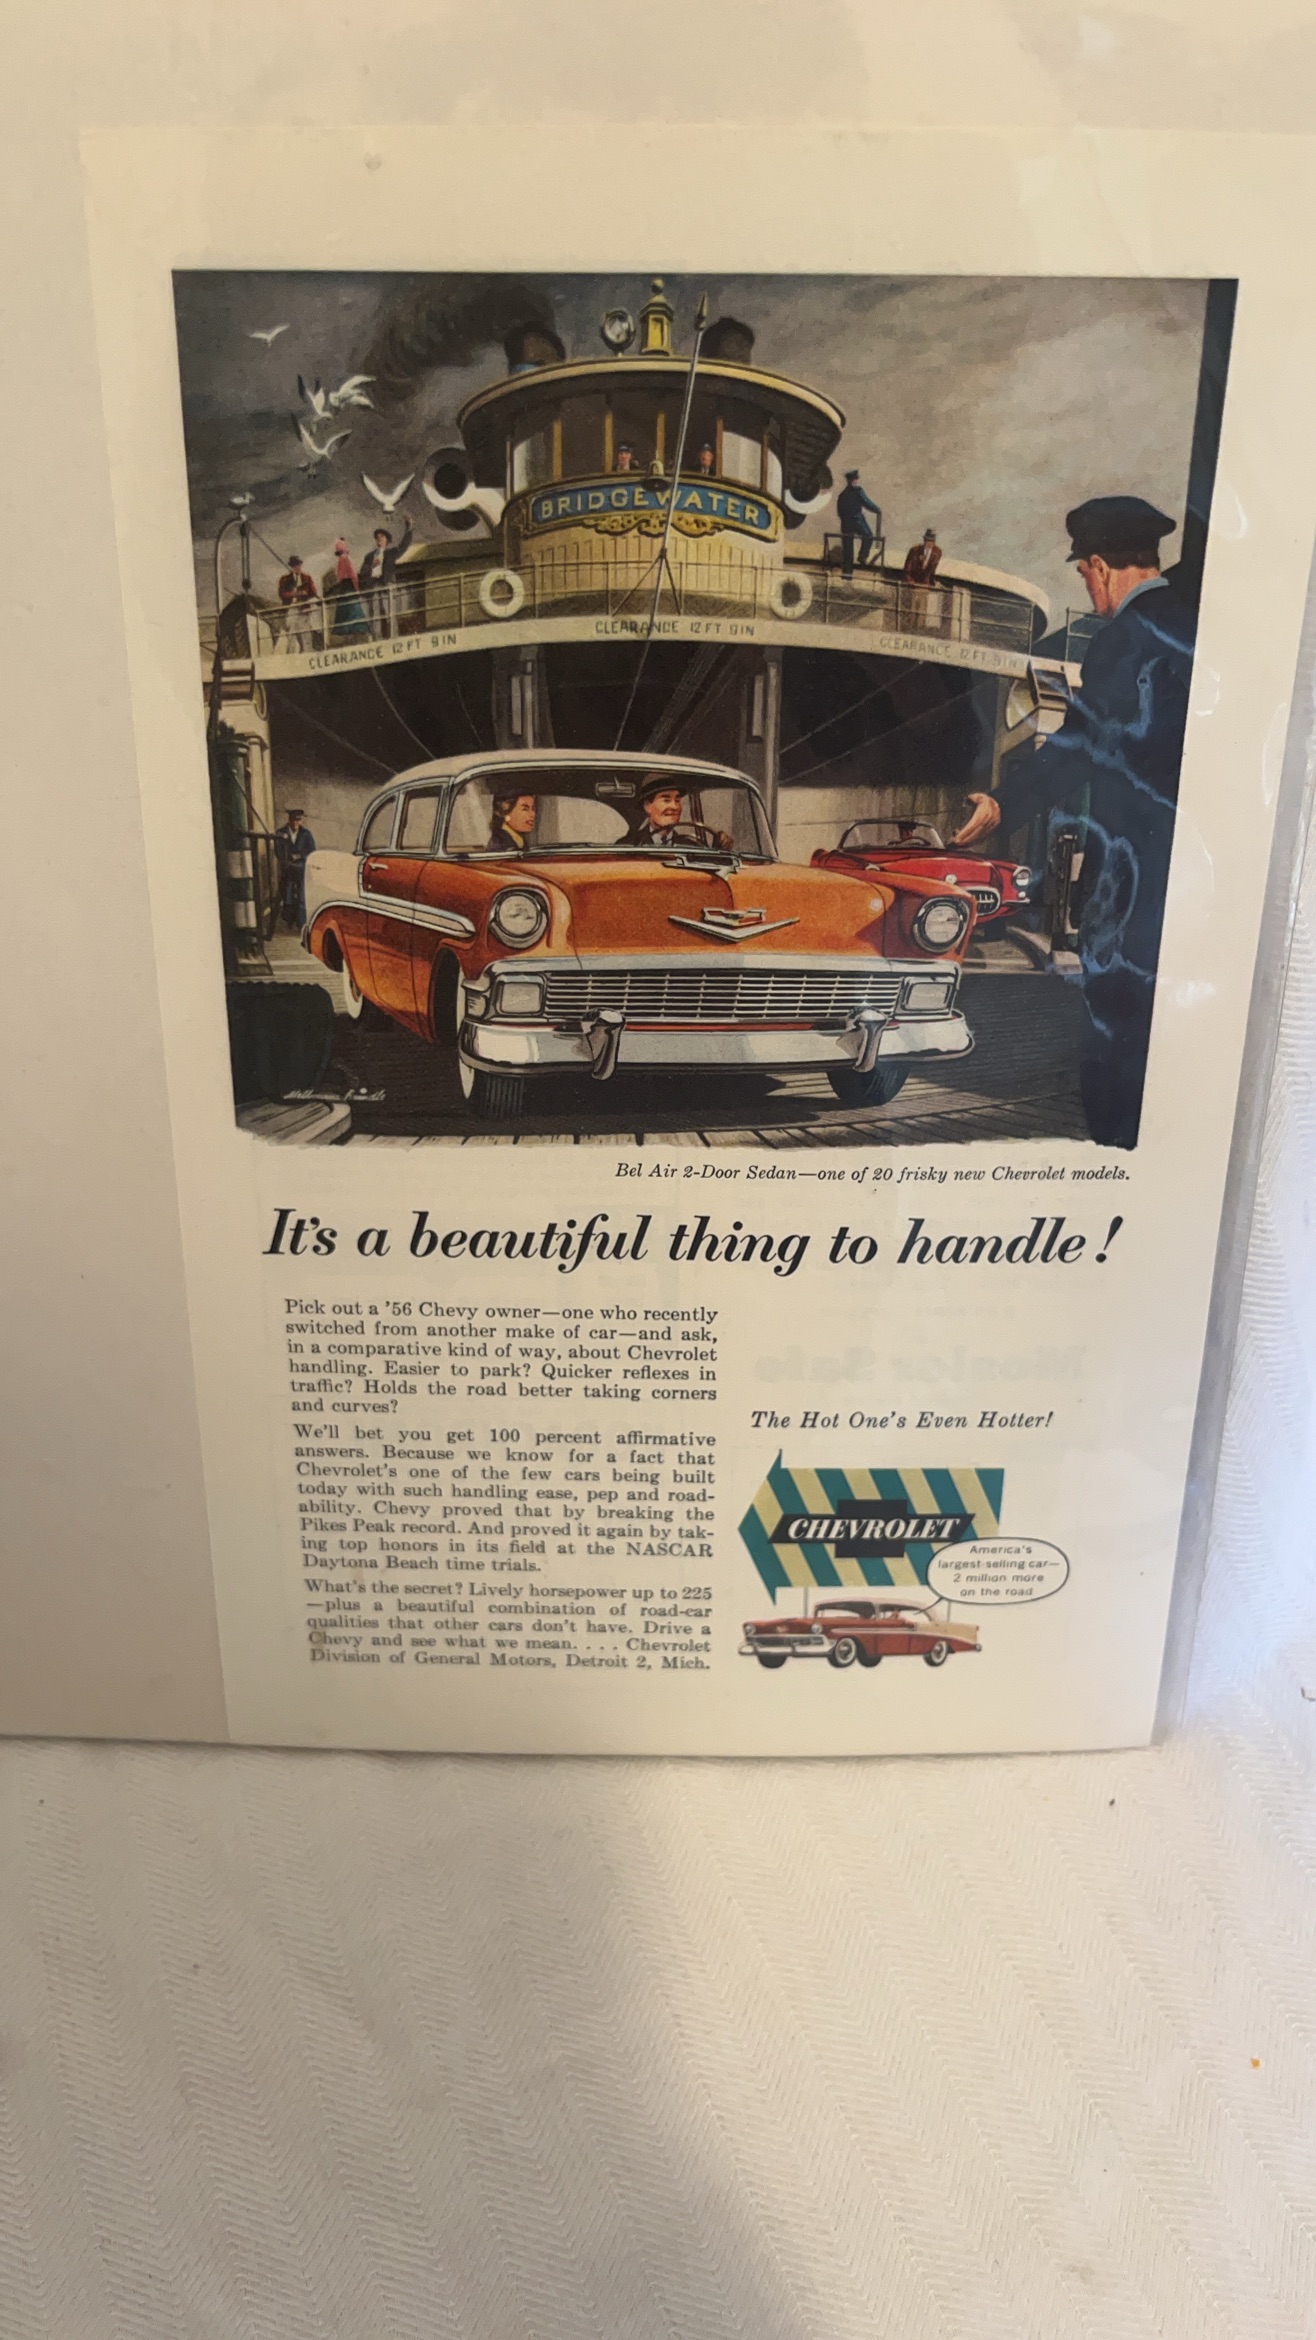 BRIDGEWATER
CLEARANCE 12 FT 9 IN
CLEARANCE 12 FT 9 IN
CLEARANCE 12 FT 9 IN
Bel Air 2-Door Sedan—one of 20 frisky new Chevrolet models.
It's a beautiful thing to handle!
Pick out a '56 Chevy owner—one who recently
switched from another make of car—and ask,
in a comparative kind of way, about Chevrolet
handling. Easier to park? Quicker reflexes in
traffic? Holds the road better taking corners
and curves?
We'll bet you get 100 percent affirmative
answers. Because we know for a fact that
Chevrolet's one of the few cars being built
today with such handling ease, pep and road-
ability. Chevy proved that by breaking the
Pikes Peak record. And proved it again by tak-
ing top honors in its field at the NASCAR
Daytona Beach time trials.
What's the secret? Lively horsepower up to 225
—plus a beautiful combination of road-car
qualities that other cars don't have. Drive a
Chevy and see what we mean. . . . Chevrolet
Division of General Motors, Detroit 2, Mich.
The Hot One's Even Hotter!
CHEVROLET
America's
largest selling car—
2 million more
on the road